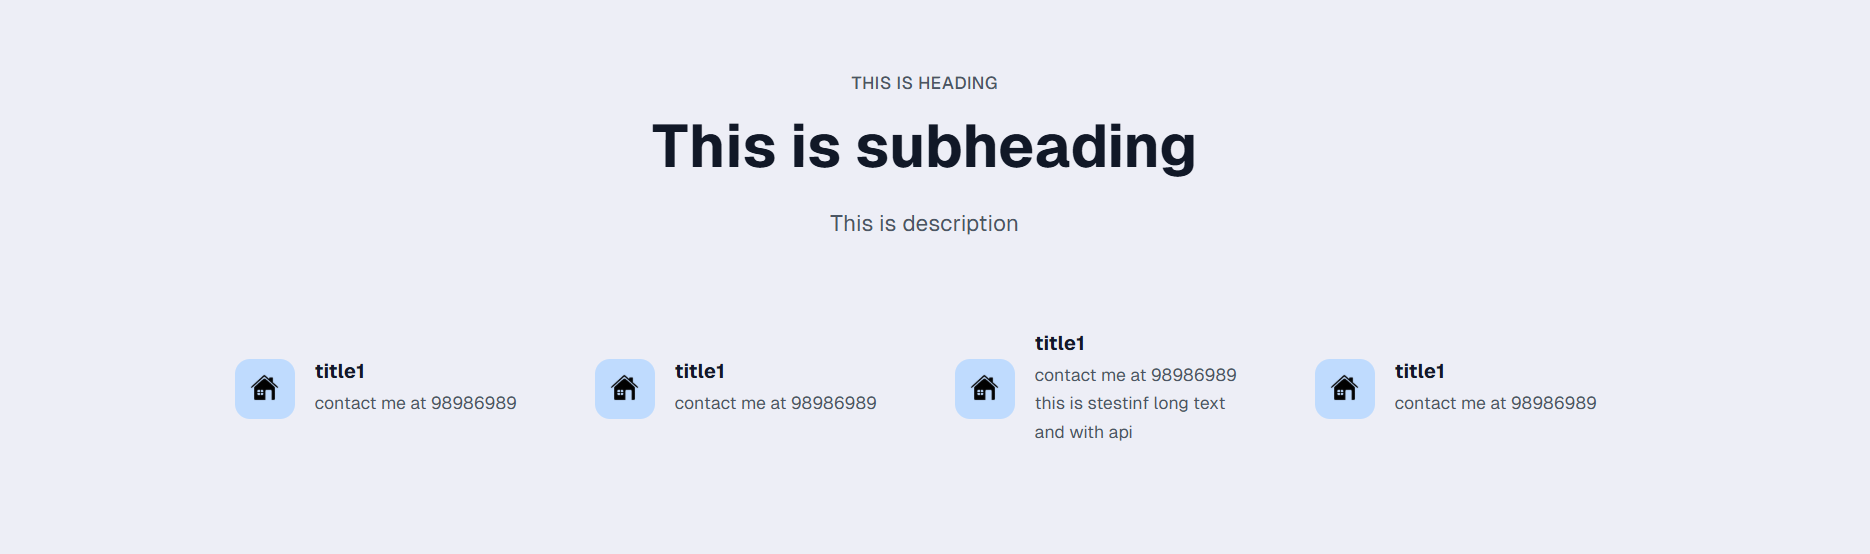 THIS IS HEADING
This is subheading
This is description
title1
contact me at 98986989
title1
contact me at 98986989
title1
contact me at 98986989
this is stestinf long text
and with api
title1
contact me at 98986989